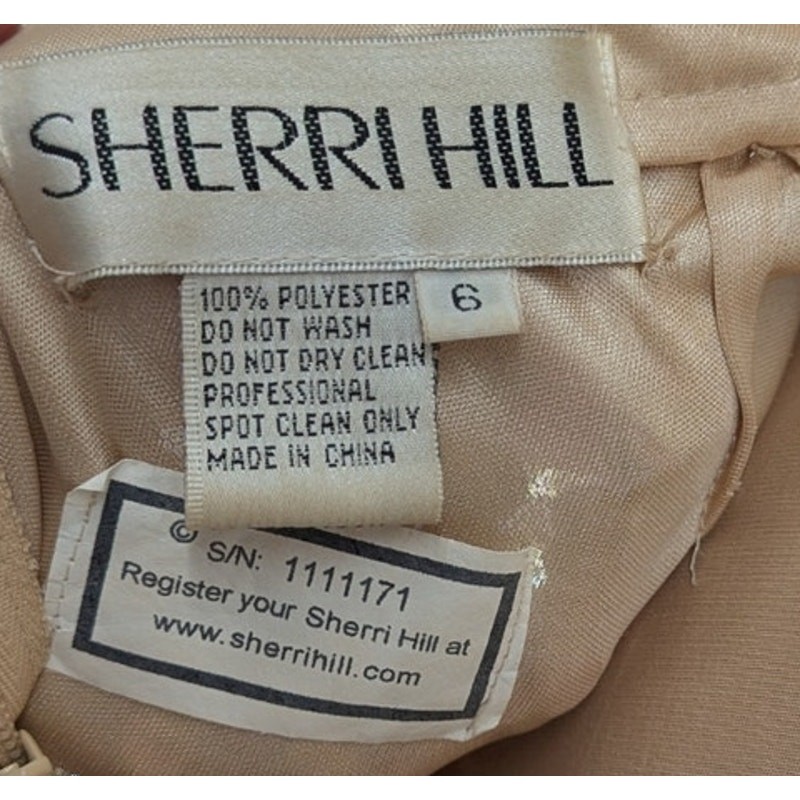 SHERRI HILL
100% POLYESTER
DO NOT WASH
DO NOT DRY CLEAN
PROFESSIONAL
SPOT CLEAN ONLY
MADE IN CHINA
6
© S/N: 1111171
Register your Sherri Hill at
www.sherrihill.com